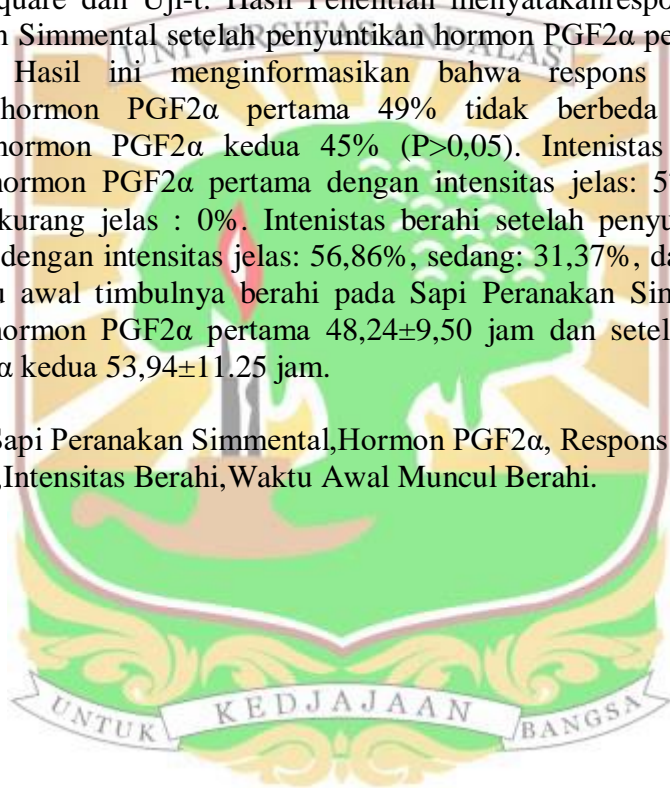 quare dan Uji-t. Hasil Penelitian menyatakanrespo
n Simmental setelah penyuntikan hormon PGF2α pe
UNIVERSITAS ANDALAS
Hasil ini menginformasikan bahwa respons
hormon PGF2α pertama 49% tidak berbeda
hormon PGF2α kedua 45% (P>0,05). Intenistas
hormon PGF2α pertama dengan intensitas jelas: 5
kurang jelas : 0%. Intenistas berahi setelah penyu
dengan intensitas jelas: 56,86%, sedang: 31,37%, da
u awal timbulnya berahi pada Sapi Peranakan Sin
hormon PGF2α pertama 48,24±9,50 jam dan setel
α kedua 53,94±11.25 jam.
Sapi Peranakan Simmental,Hormon PGF2α, Respons
,Intensitas Berahi,Waktu Awal Muncul Berahi.
UNTUK KEDJAJAAN BANGSA